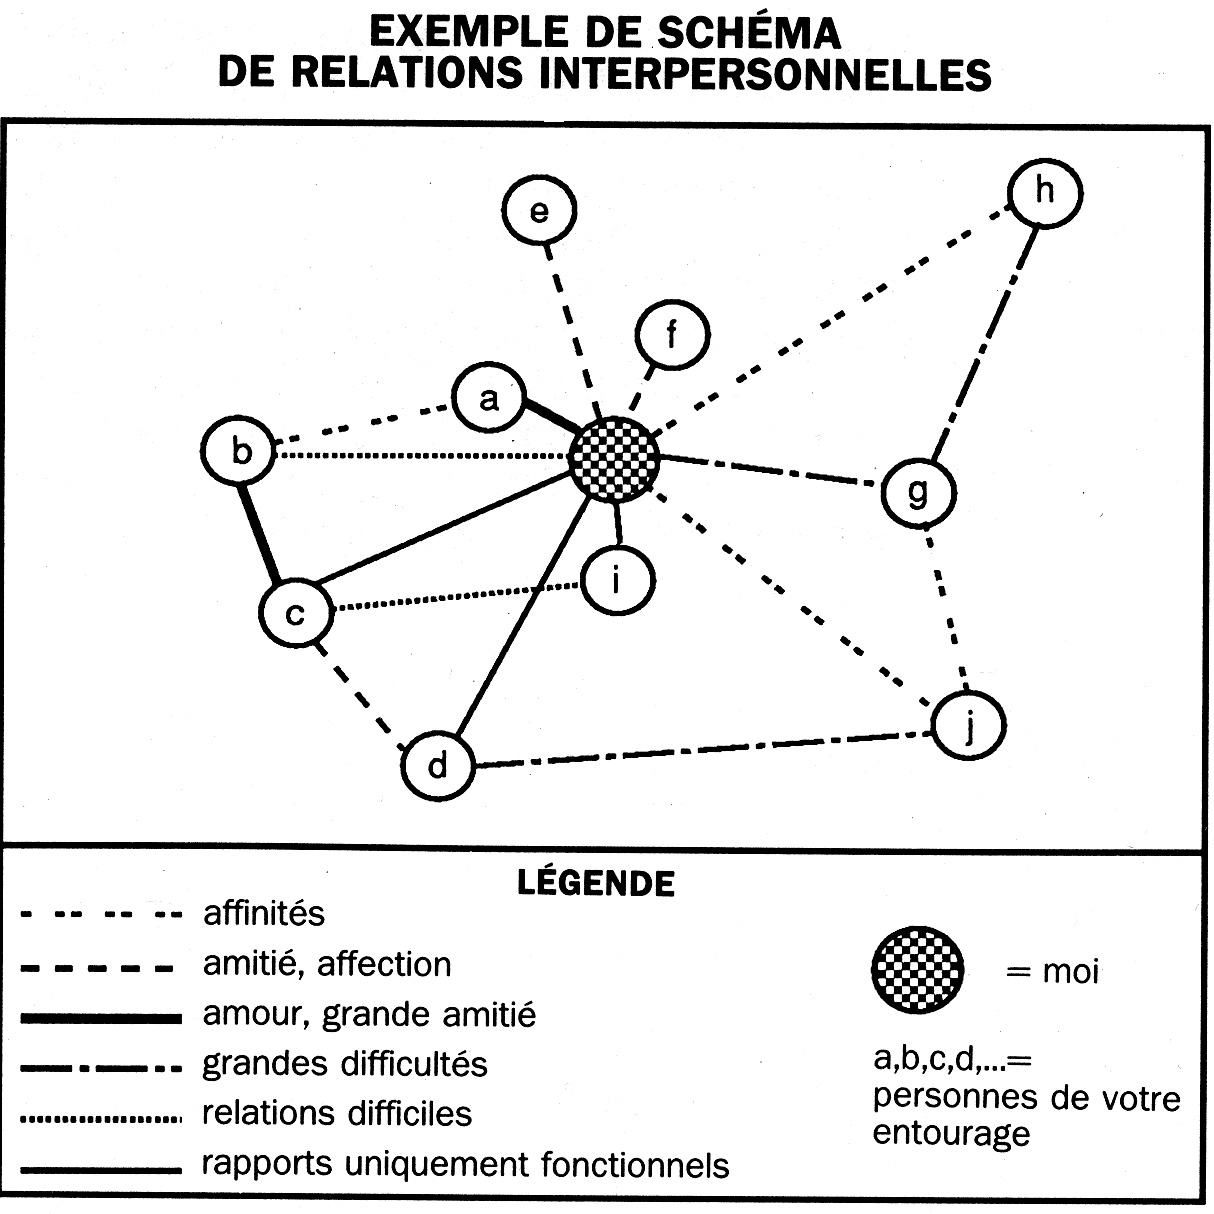 EXEMPLE DE SCHÉMA
DE RELATIONS INTERPERSONNELLES
e
h
f
a
b
g
i
c
j
d
LÉGENDE
affinités
amitié, affection
amour, grande amitié
grandes difficultés
relations difficiles
rapports uniquement fonctionnels
= moi
a,b,c,d,...=
personnes de votre
entourage